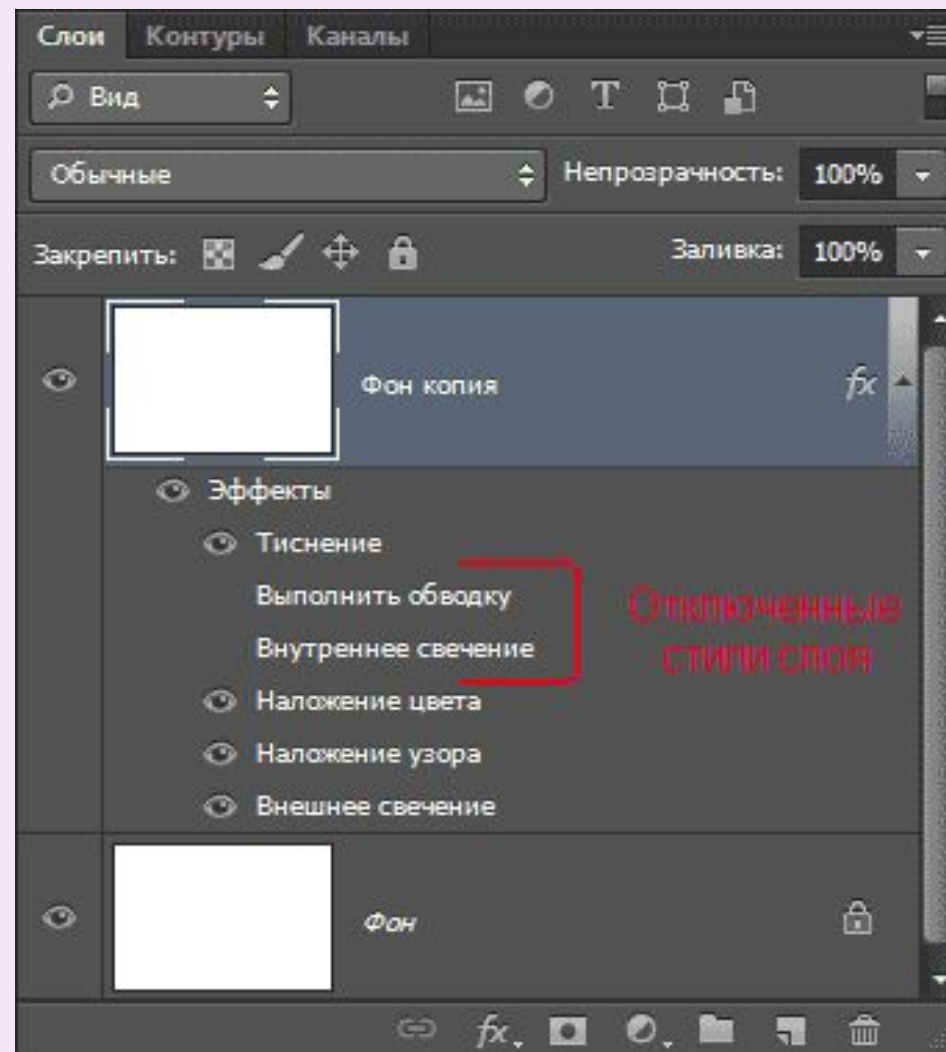 Слои Контуры Каналы
Вид
Обычные Непрозрачность: 100%
Закрепить: Заливка: 100%
Фон копия fx
Эффекты
Тиснение
Выполнить обводку
Внутреннее свечение
Отключенные
стили слоя
Наложение цвета
Наложение узора
Внешнее свечение
Фон
fx.